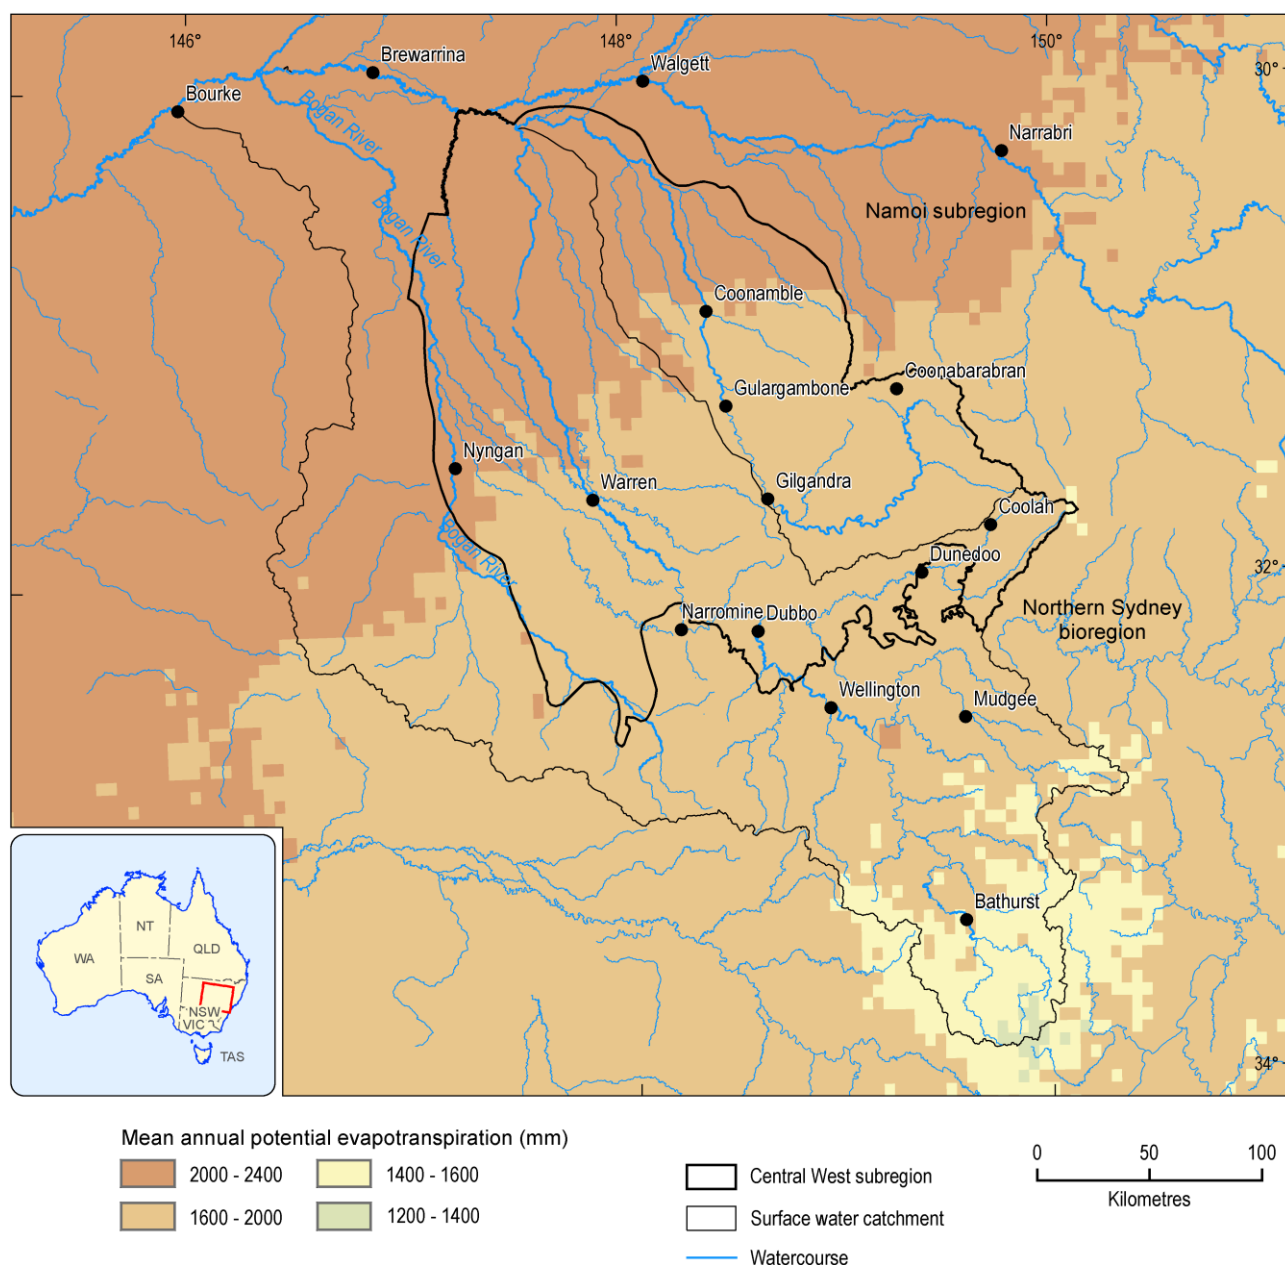 146°
148°
150°
30°
Brewarrina
Walgett
Bourke
Bogan River
Narrabri
Namoi subregion
Bogan River
Coonamble
Coonabarabran
Gulargambone
Nyngan
Warren
Gilgandra
Coolah
Bogan River
Dunedoo
32°
Northern Sydney
bioregion
Narromine
Dubbo
Wellington
Mudgee
Bathurst
34°
NT
QLD
WA
SA
NSW
VIC
TAS
Mean annual potential evapotranspiration (mm)
2000 - 2400
1400 - 1600
1600 - 2000
1200 - 1400
Central West subregion
Surface water catchment
Watercourse
0
50
100
Kilometres